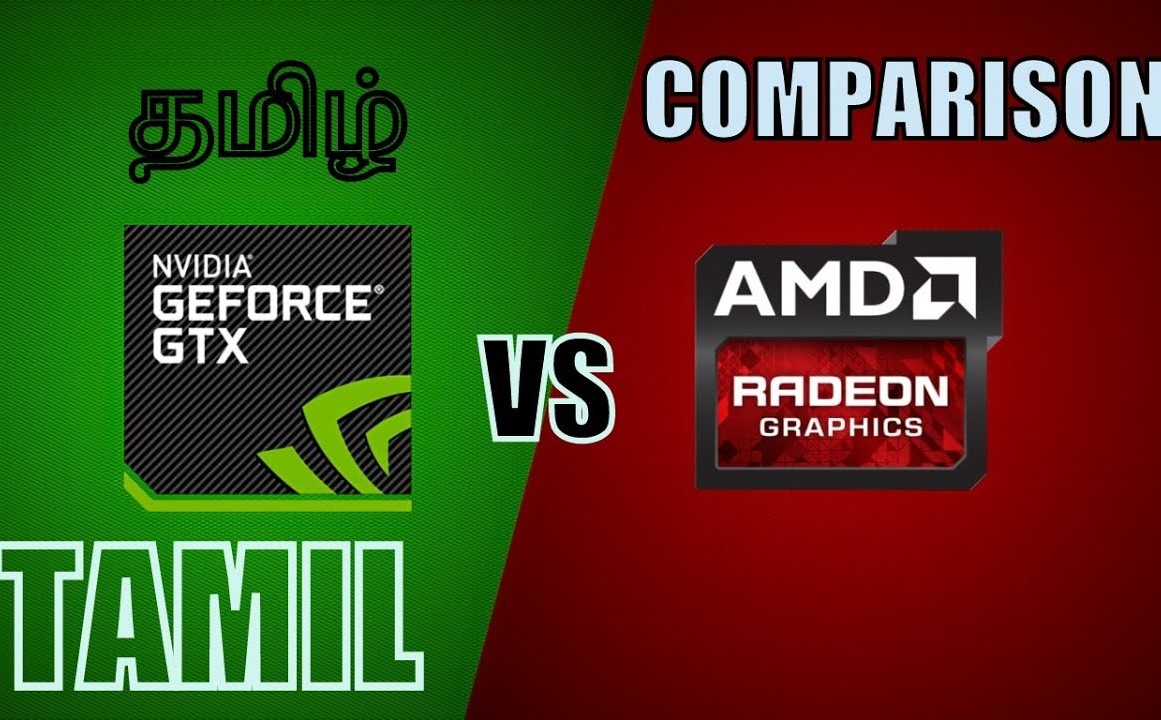 தமிழ்
COMPARISON
NVIDIA®
GEFORCE®
GTX
VS
AMD
RADEON
GRAPHICS
TAMIL